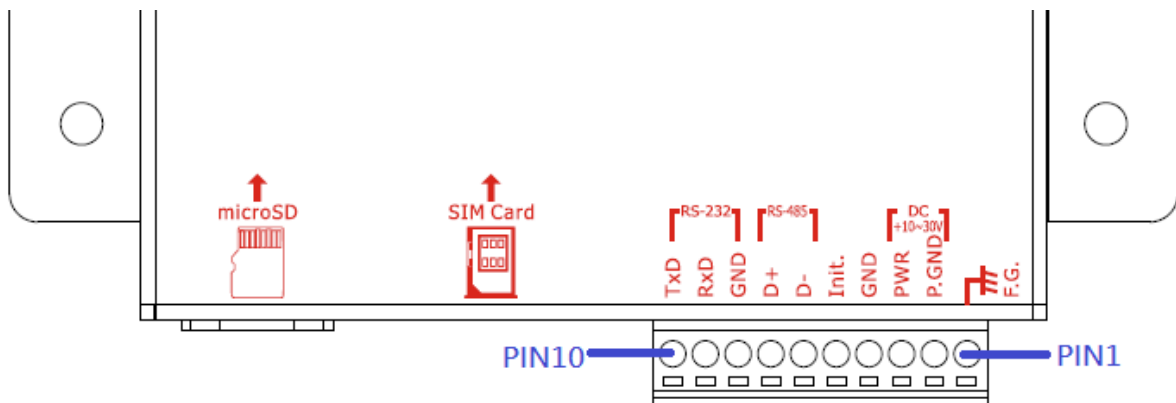 microSD
SIM Card
RS-232
RS-485
DC
+10~30V
TxD
RxD
GND
D+
D-
Init.
GND
PWR
P.GND
F.G.
PIN10
PIN1